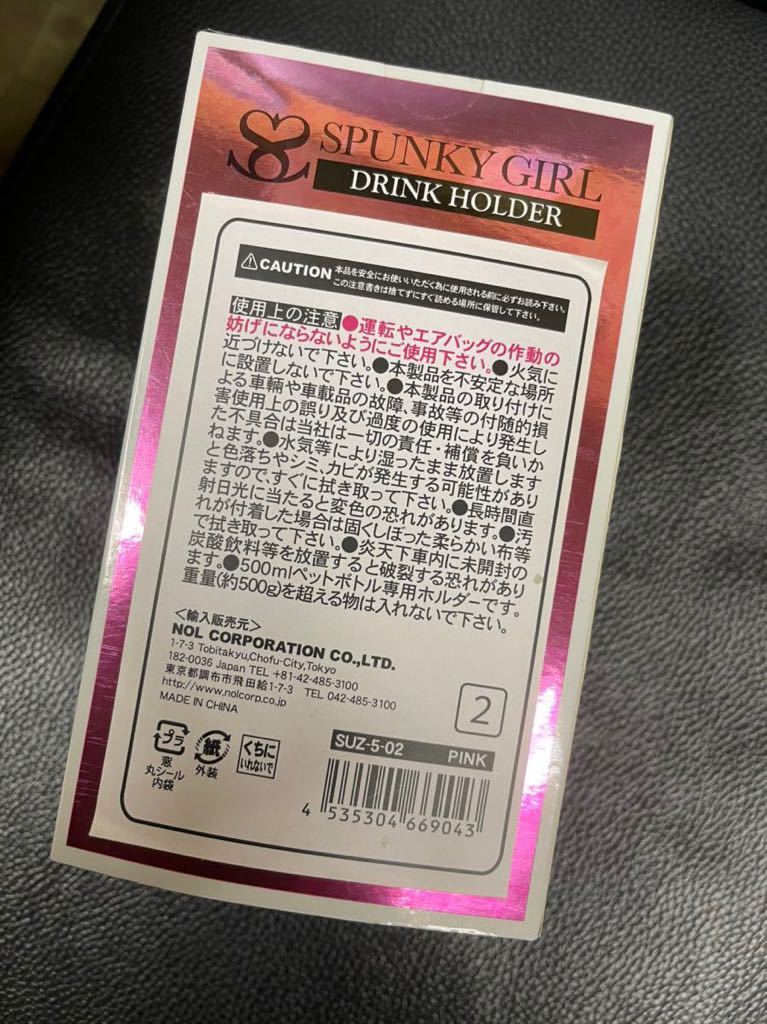 SPUNKY GIRL
DRINK HOLDER
CAUTION 本品を安全にお使いいただく為に使用される前に必ずお読み下さい。
この注意書きは捨てずにすぐ読める場所に保管して下さい。
使用上の注意 ●運転やエアバッグの作動の
妨げにならないようにご使用下さい。●火気に
近づけないで下さい。●本製品を不安定な場所
に設置しないで下さい。●本製品の取り付けに
よる車輌や車載品の故障、事故等の付随的損
害使用上の誤り及び過度の使用により発生し
た不具合は当社は一切の責任・補償を負いか
ねます。●水気等により湿ったまま放置します
と色落ちやシミ、カビが発生する可能性があり
ますので、すぐに拭き取って下さい。●長時間直
射日光に当たると変色の恐れがあります。●汚
れが付着した場合は固くしぼった柔らかい布等
で拭き取って下さい。●炎天下車内に未開封の
炭酸飲料等を放置すると破裂する恐れがあり
ます。●500mlペットボトル専用ホルダーです。
重量(約500g)を超える物は入れないで下さい。
＜輸入販売元＞
NOL CORPORATION CO.,LTD.
1-7-3 Tobitakyu,Chofu-City,Tokyo
182-0036 Japan TEL +81-42-485-3100
東京都調布市飛田給1-7-3 TEL 042-485-3100
http://www.nolcorp.co.jp
MADE IN CHINA
2
プラ
窓
丸シール
内袋
紙
外装
くちに
いれないで
SUZ-5-02 PINK
4 535304 669043